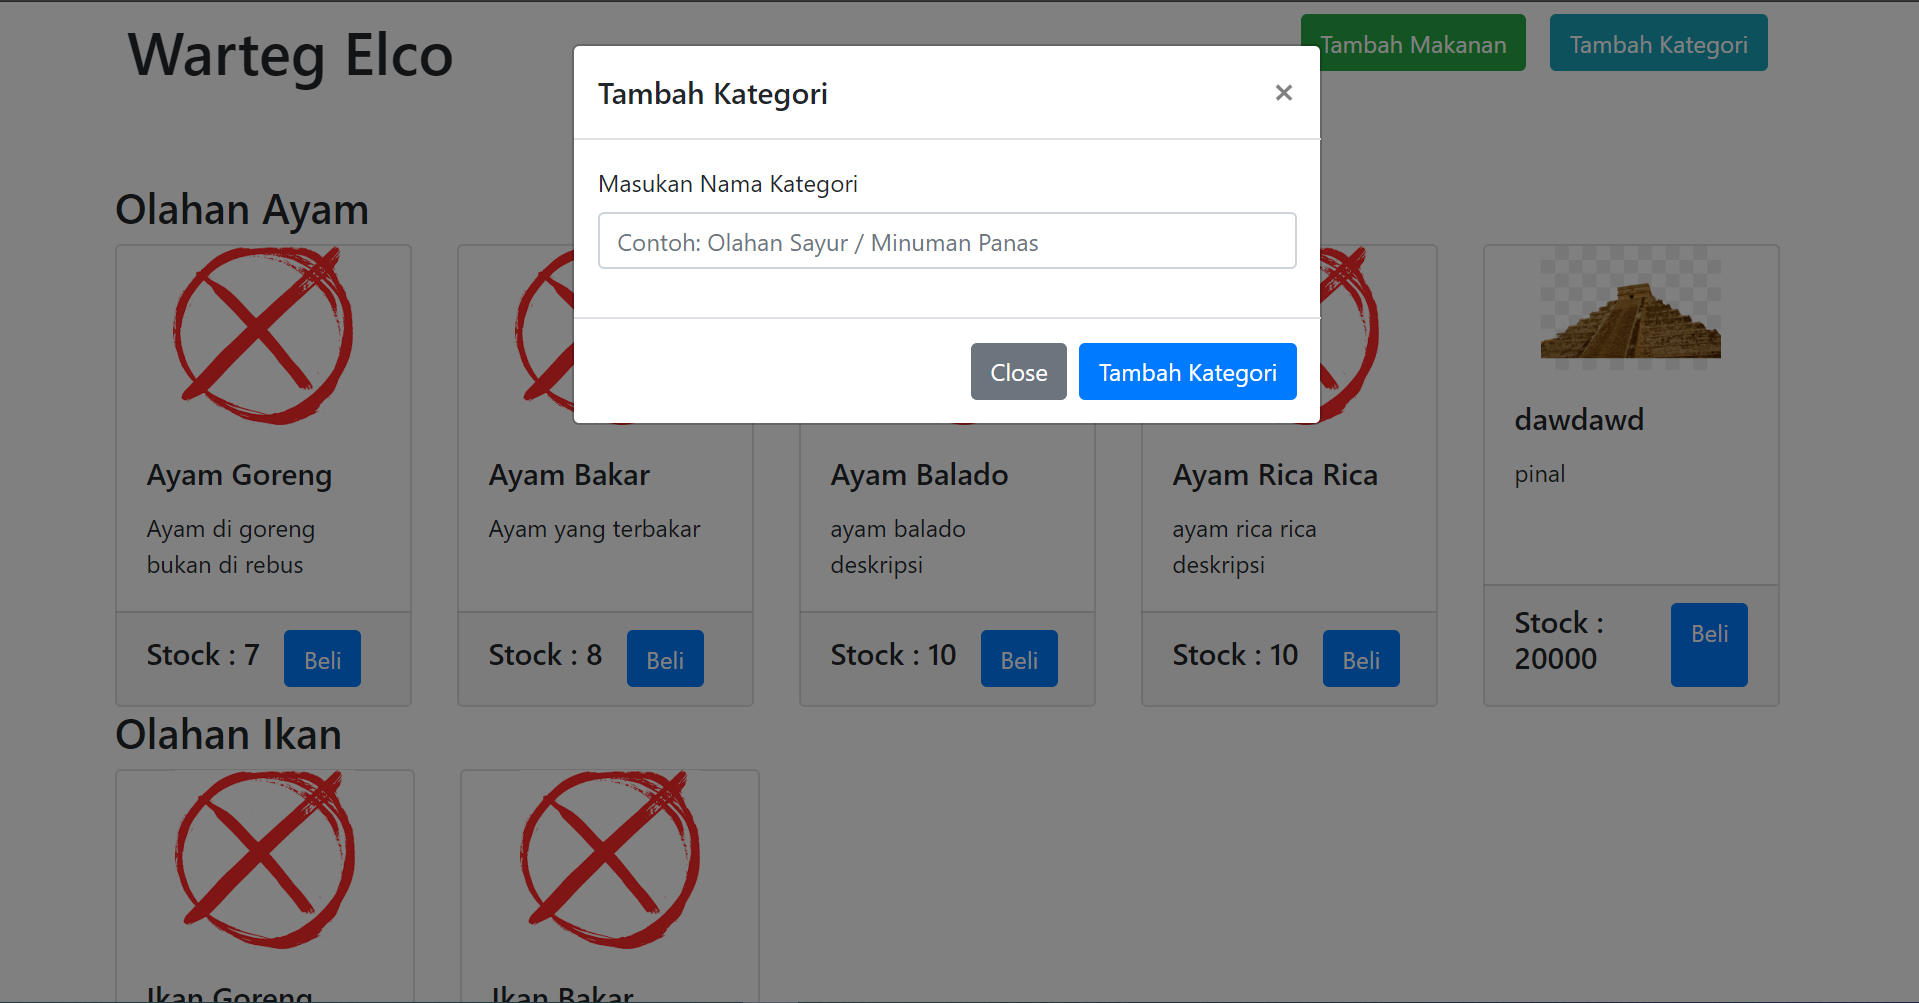 Warteg Elco
Tambah Makanan
Tambah Kategori
Tambah Kategori
×
Masukan Nama Kategori
Contoh: Olahan Sayur / Minuman Panas
Close
Tambah Kategori
Olahan Ayam
Ayam Goreng
Ayam di goreng
bukan di rebus
Stock : 7
Beli
Ayam Bakar
Ayam yang terbakar
Stock : 8
Beli
Ayam Balado
ayam balado
deskripsi
Stock : 10
Beli
Ayam Rica Rica
ayam rica rica
deskripsi
Stock : 10
Beli
dawdawd
pinal
Stock :
20000
Beli
Olahan Ikan
Ikan Goreng
Ikan Bakar